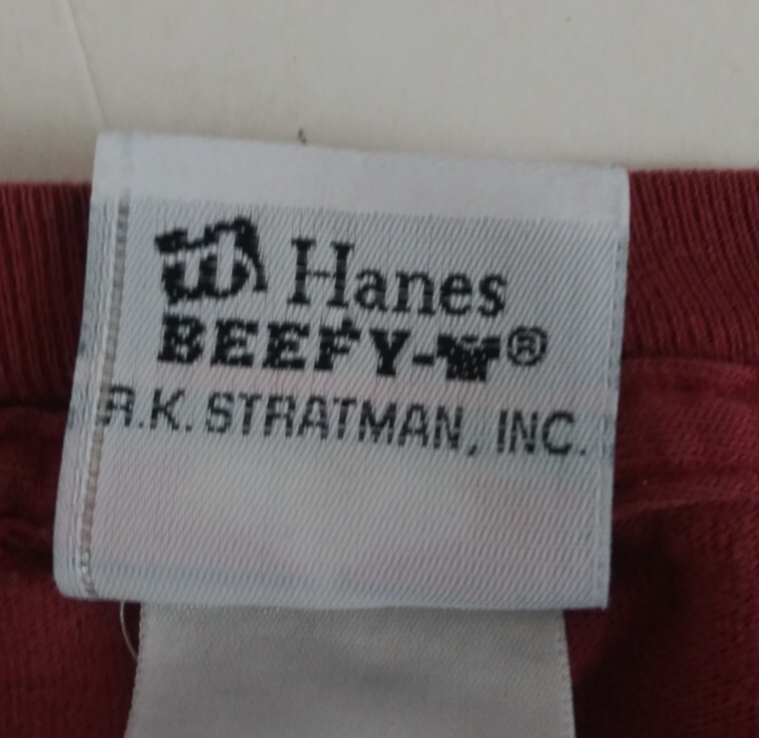 Hanes
BEEFY-®
R.K. STRATMAN, INC.